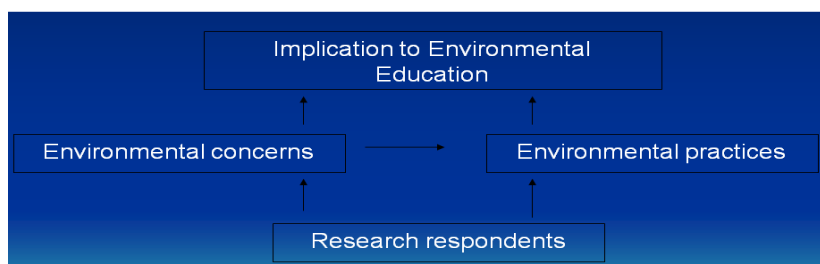 Implication to Environmental
Education
Environmental concerns
Environmental practices
Research respondents